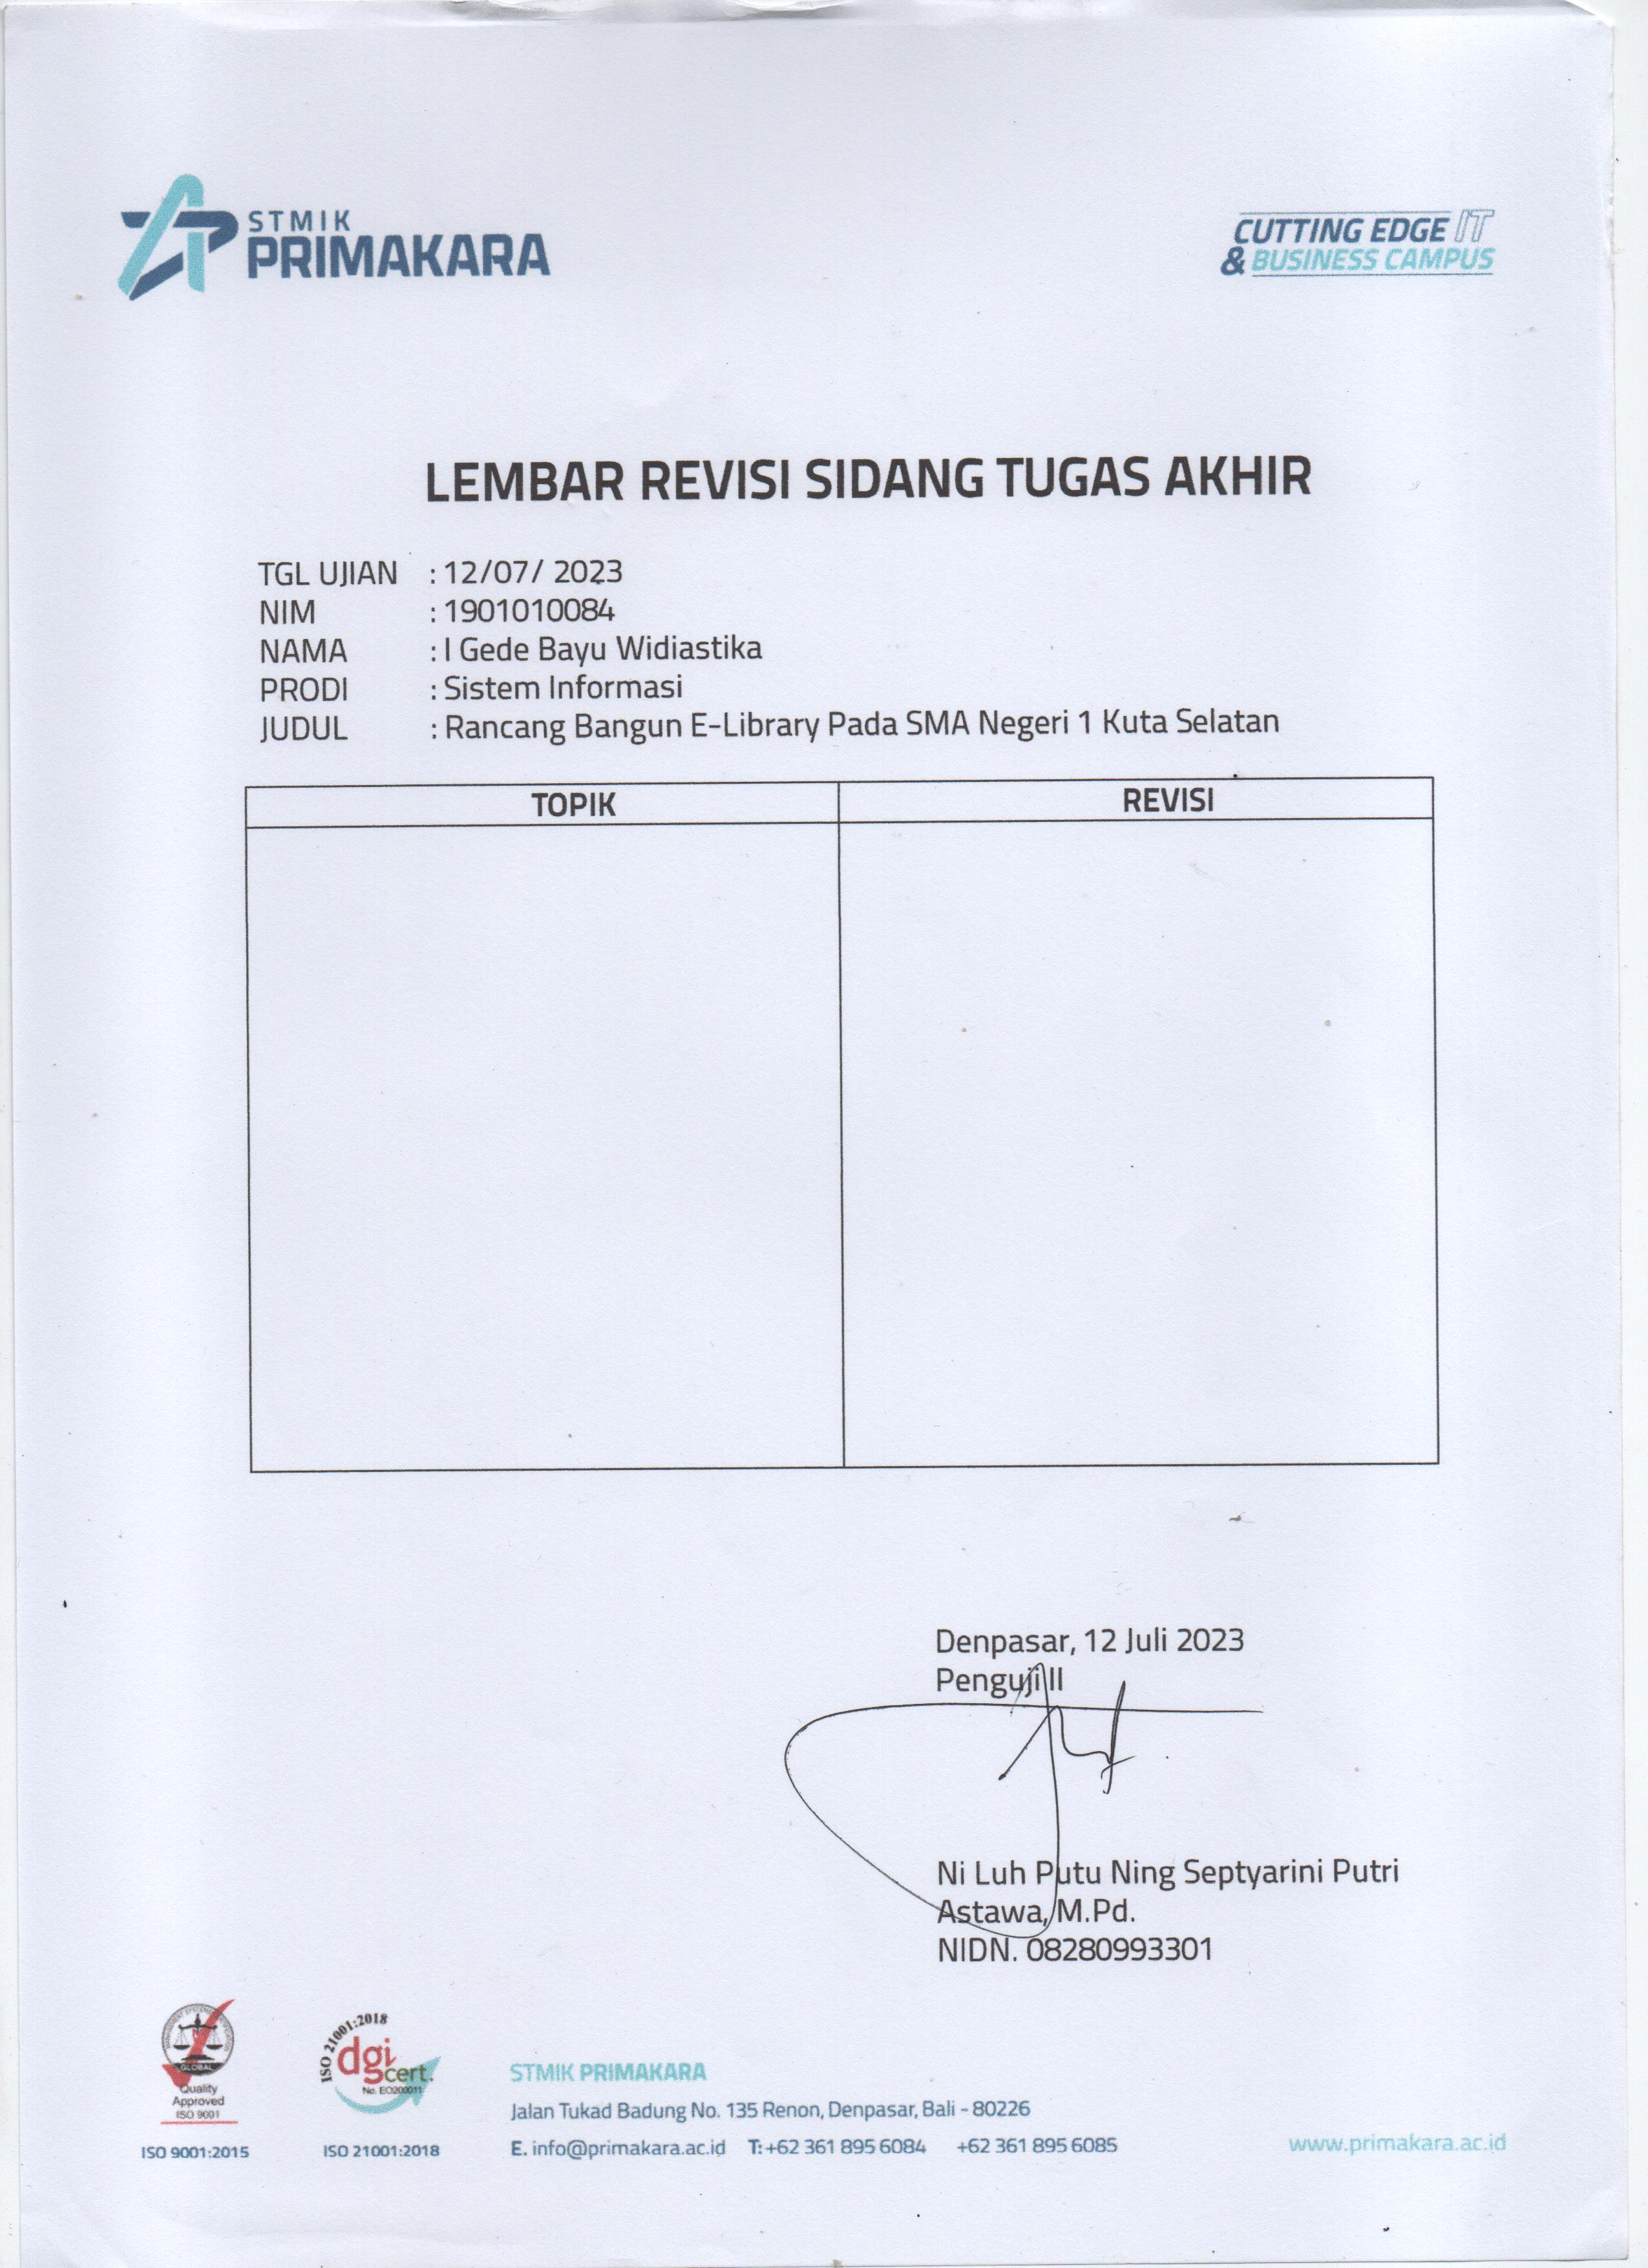 STMIK
PRIMAKARA
CUTTING EDGE IT
& BUSINESS CAMPUS
LEMBAR REVISI SIDANG TUGAS AKHIR
TGL UJIAN : 12/07/ 2023
NIM : 1901010084
NAMA : I Gede Bayu Widiastika
PRODI : Sistem Informasi
JUDUL : Rancang Bangun E-Library Pada SMA Negeri 1 Kuta Selatan
TOPIK REVISI
Denpasar, 12 Juli 2023
Penguji II
Ni Luh Putu Ning Septyarini Putri
Astawa, M.Pd.
NIDN. 08280993301
GLOBAL
Quality
Approved
ISO 9001
ISO 9001:2015
ISO 21001:2018
dgi
cert.
No. EO200011
ISO 21001:2018
STMIK PRIMAKARA
Jalan Tukad Badung No. 135 Renon, Denpasar, Bali - 80226
E. info@primakara.ac.id T: +62 361 895 6084 +62 361 895 6085
www.primakara.ac.id